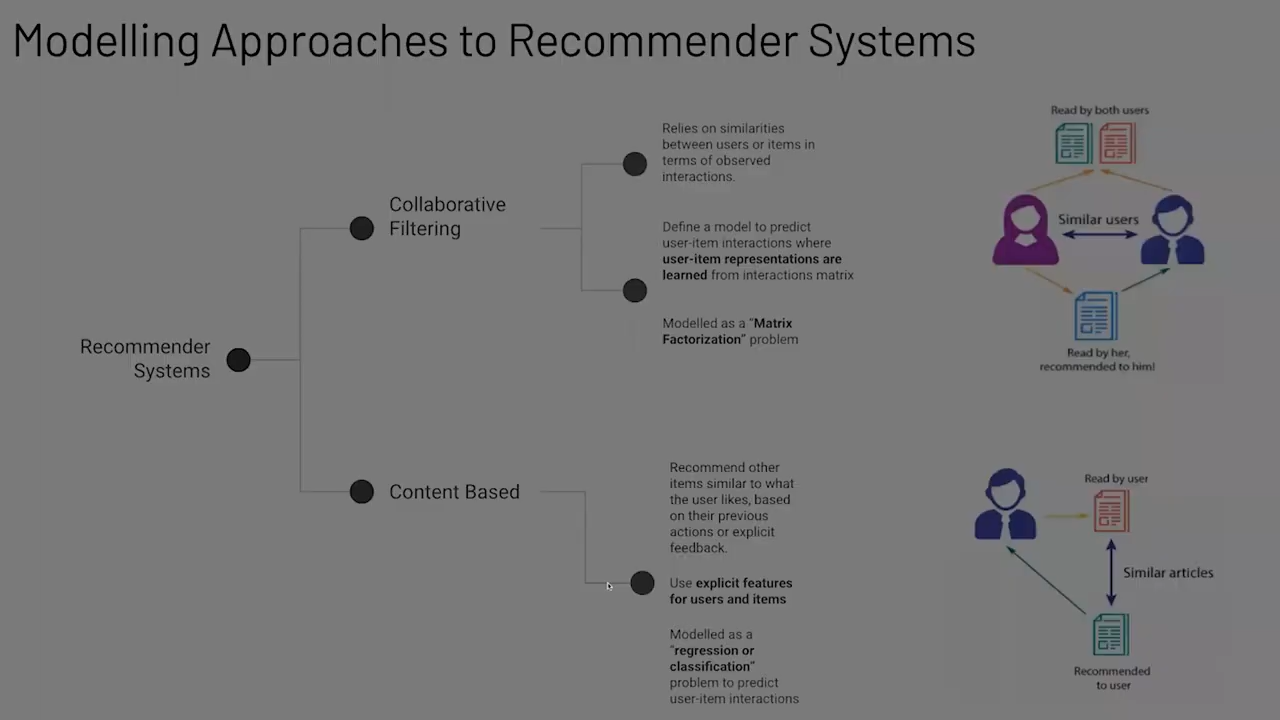 Modelling Approaches to Recommender Systems
Recommender
Systems
Collaborative
Filtering
Relies on similarities
between users or items in
terms of observed
interactions.
Define a model to predict
user-item interactions where
user-item representations are
learned from interactions matrix
Modelled as a “Matrix
Factorization” problem
Read by both users
Similar users
Read by her,
recommended to him!
Content Based
Recommend other
items similar to what
the user likes, based
on their previous
actions or explicit
feedback.
Use explicit features
for users and items
Modelled as a
“regression or
classification”
problem to predict
user-item interactions
Read by user
Similar articles
Recommended
to user